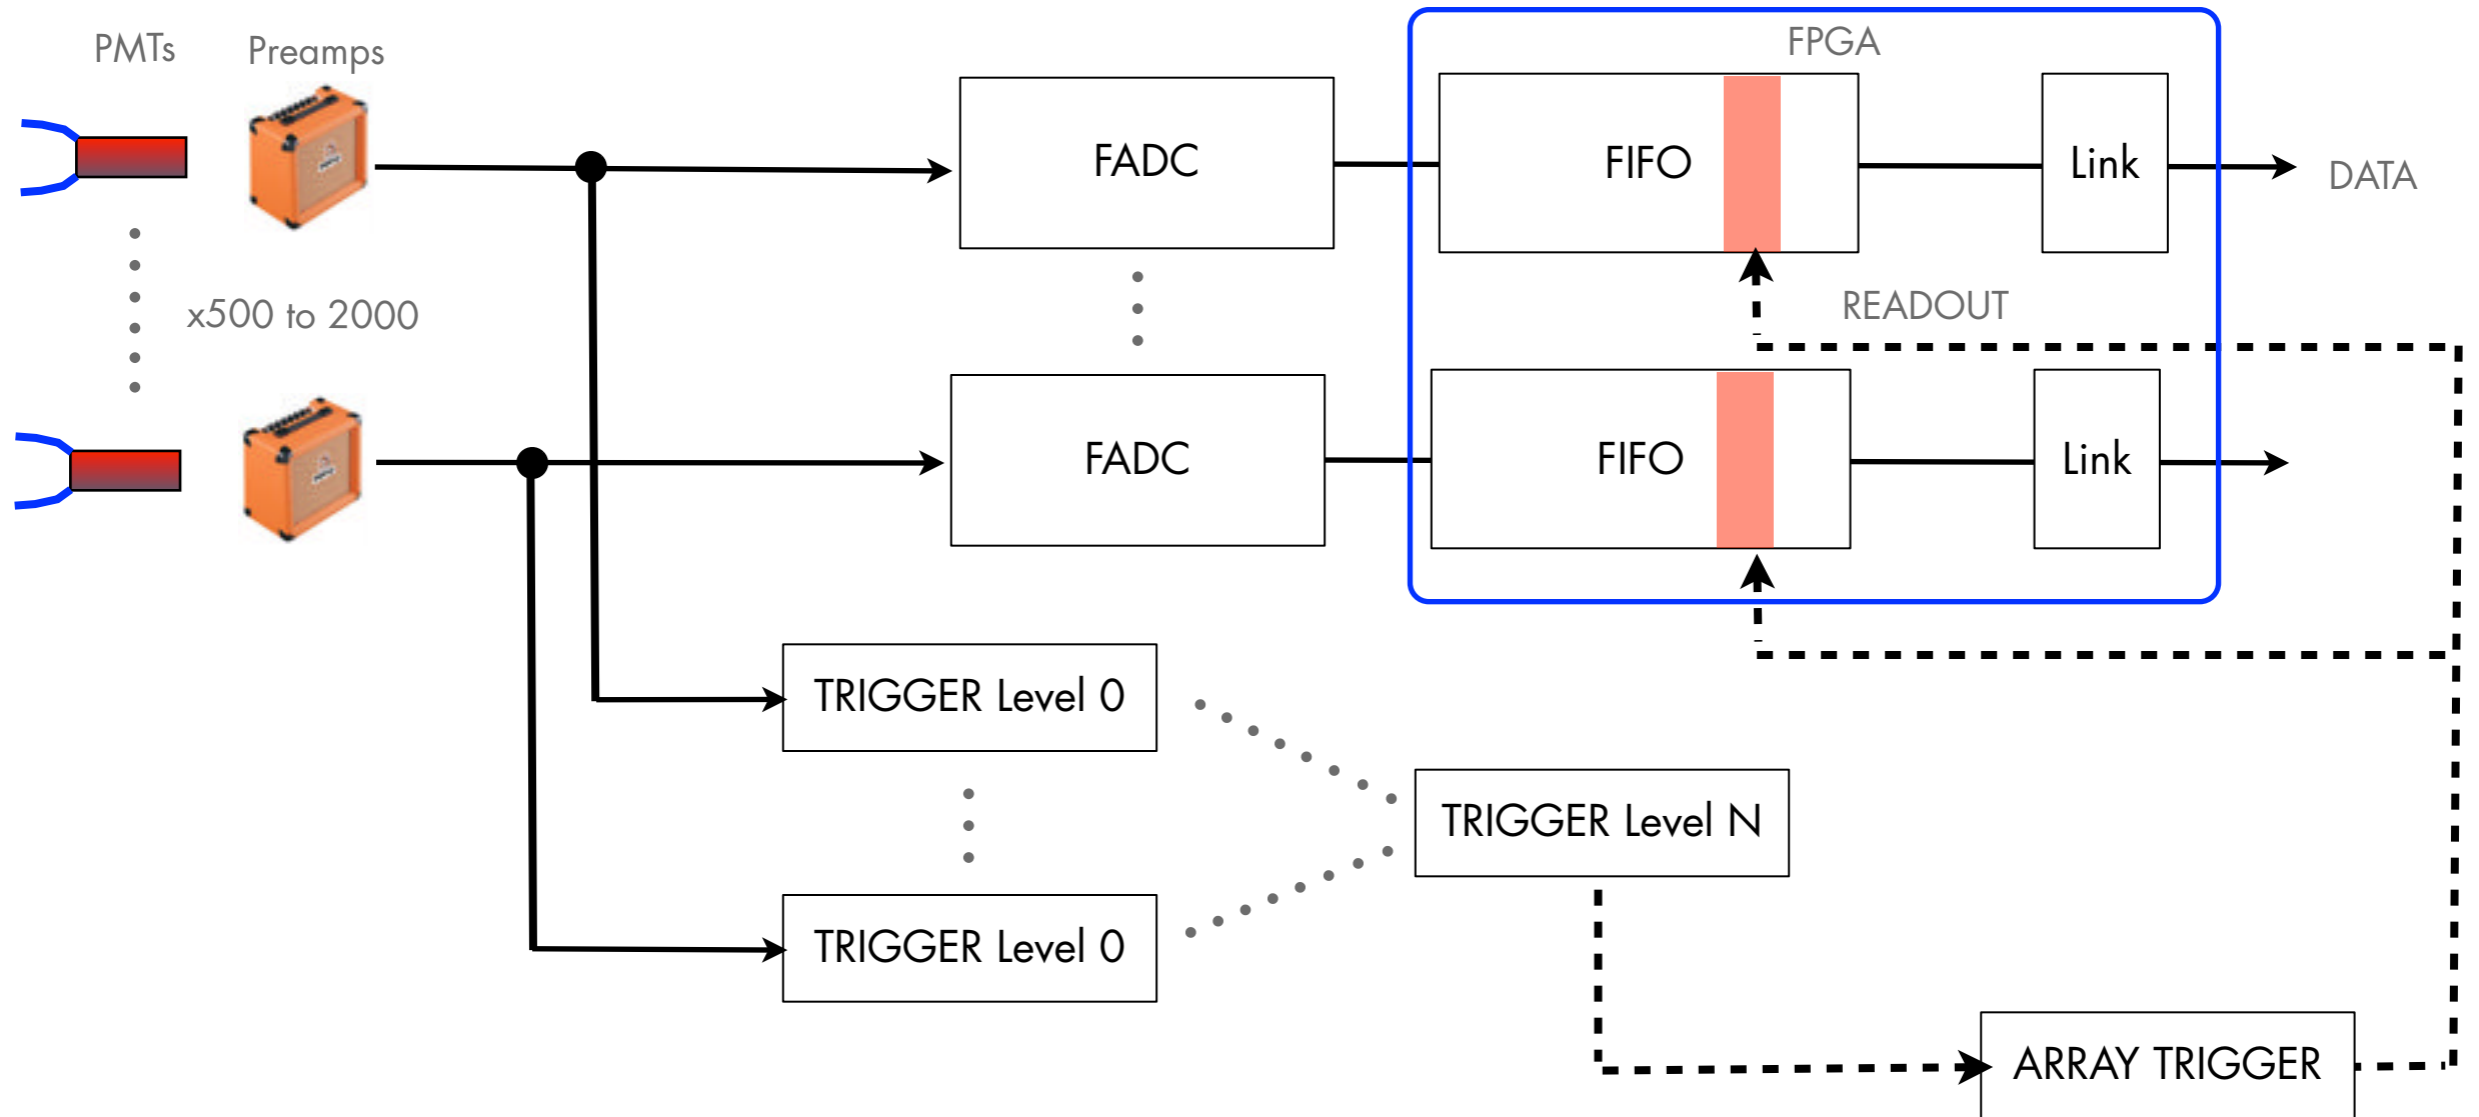 PMTs
Preamps
FPGA
FADC
FIFO
Link
DATA
x500 to 2000
READOUT
FADC
FIFO
Link
TRIGGER Level 0
TRIGGER Level N
TRIGGER Level 0
ARRAY TRIGGER